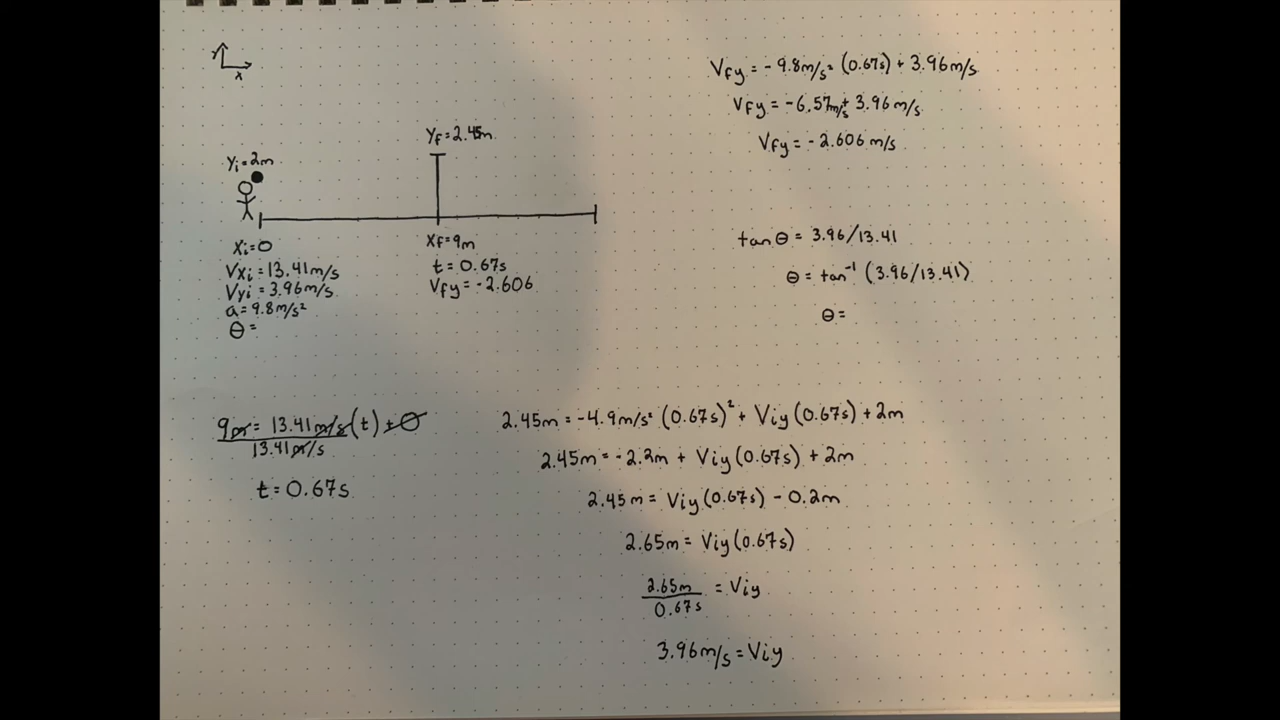 Y
X
Yi = 2m
Yf = 2.45m
Xi = 0
Vxi = 13.41m/s
Vyi = 3.96m/s
a = 9.8m/s²
θ =
Xf = 9m
t = 0.67s
Vfy = -2.606
9m = 13.41m/s (t) + 0
13.41m/s
t = 0.67s
Vfy = -9.8m/s² (0.67s) + 3.96m/s
Vfy = -6.57m/s + 3.96m/s
Vfy = -2.606 m/s
tan θ = 3.96/13.41
θ = tan⁻¹ (3.96/13.41)
θ =
2.45m = -4.9m/s² (0.67s)² + Viy (0.67s) + 2m
2.45m = -2.2m + Viy (0.67s) + 2m
2.45m = Viy (0.67s) - 0.2m
2.65m = Viy (0.67s)
2.65m = Viy
0.67s
3.96m/s = Viy